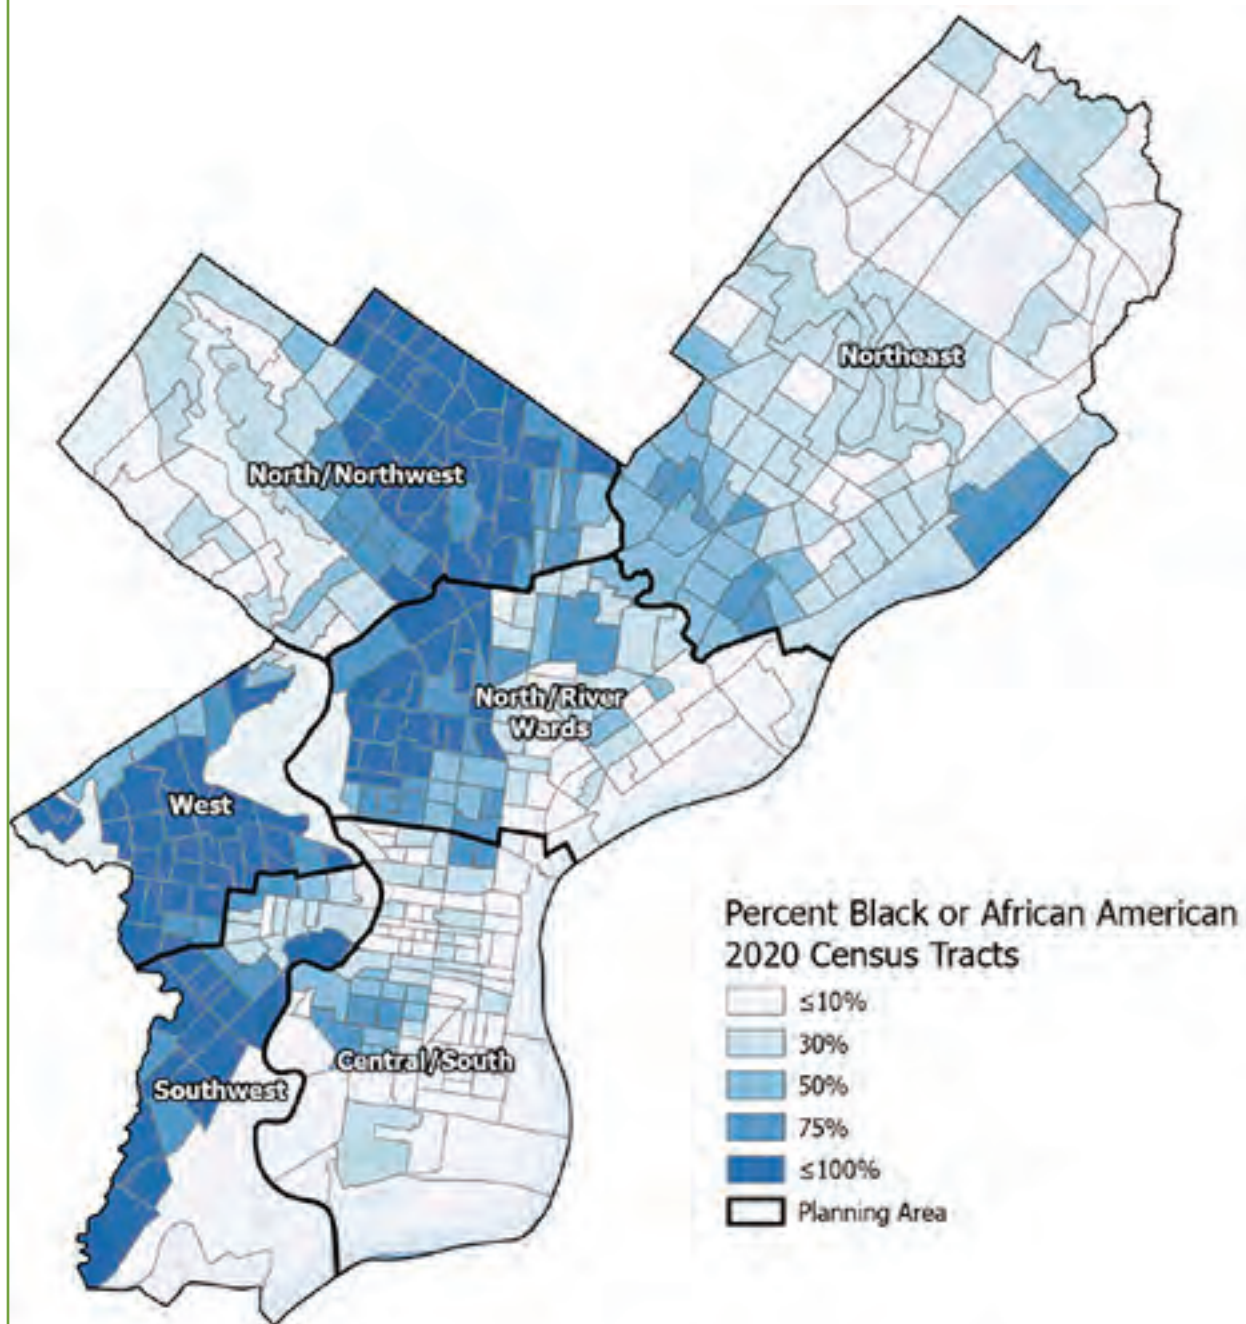 Northeast
North/Northwest
North/River
Wards
West
Central/South
Southwest
Percent Black or African American
2020 Census Tracts
≤10%
30%
50%
75%
≤100%
Planning Area